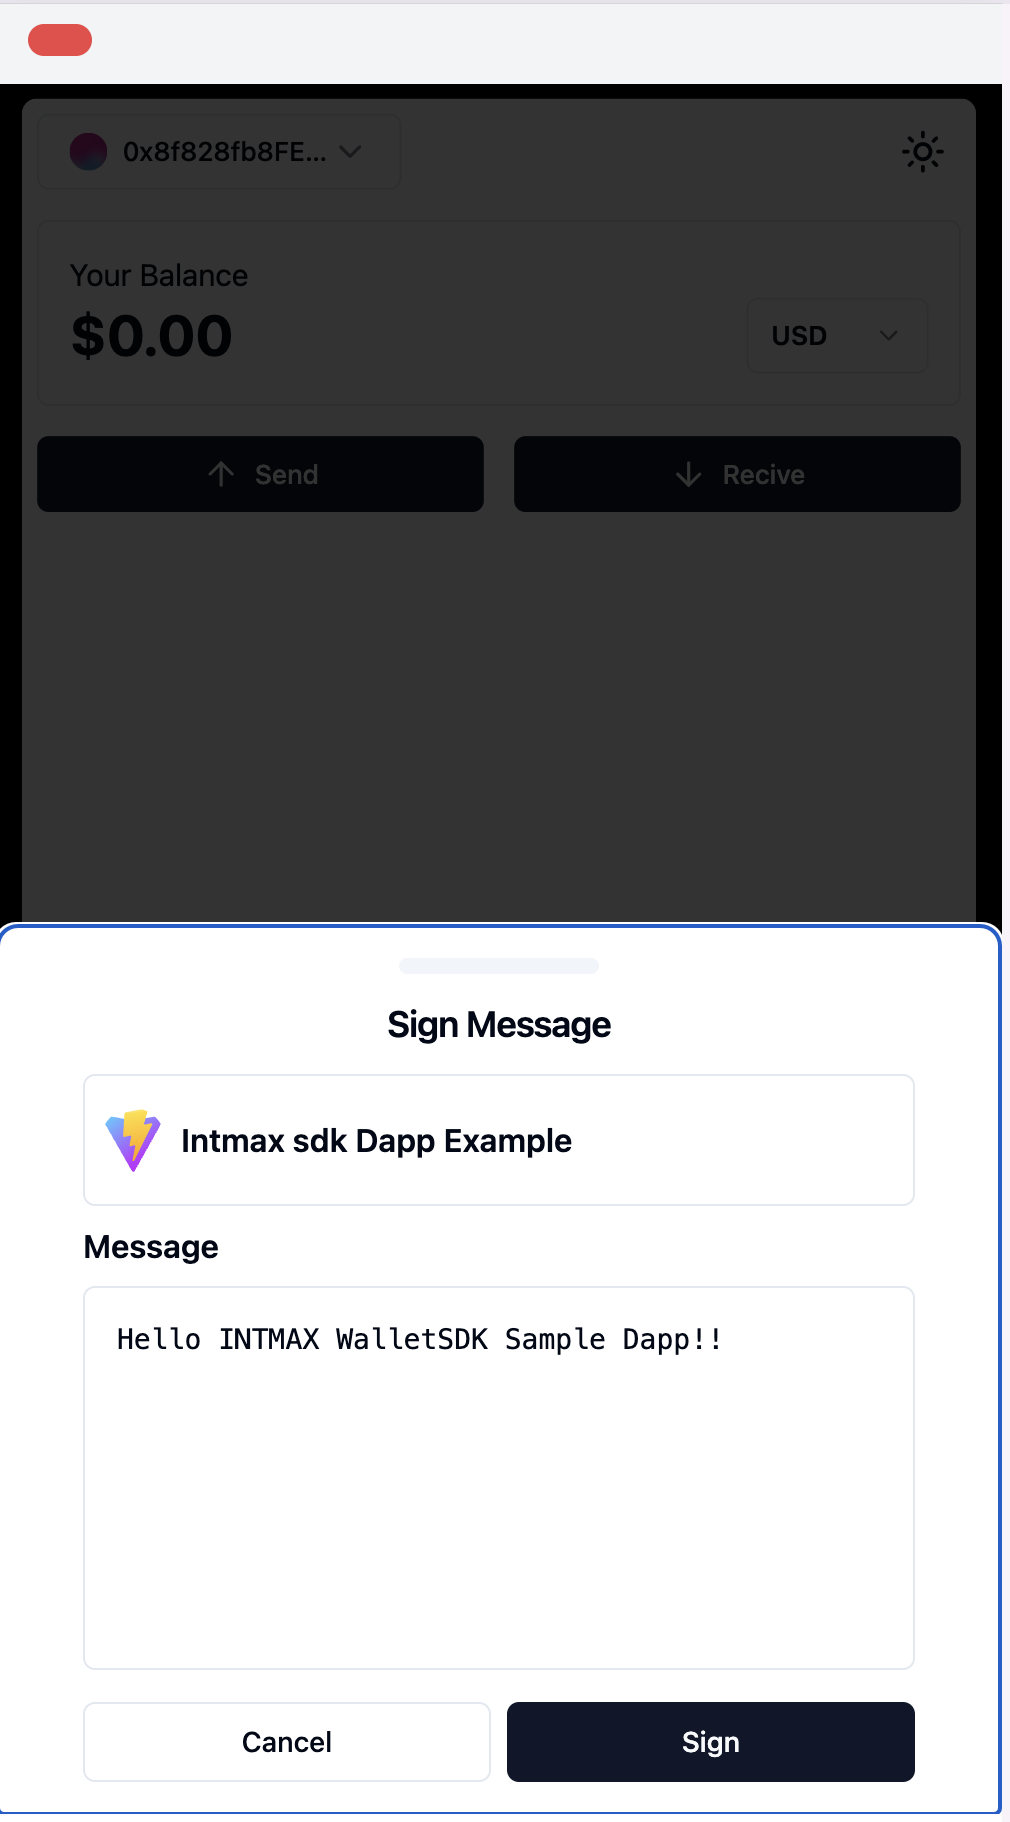 0x8f828fb8FE...
Your Balance
$0.00
USD
Send
Recive
Sign Message
Intmax sdk Dapp Example
Message
Hello INTMAX WalletSDK Sample Dapp!!
Cancel
Sign